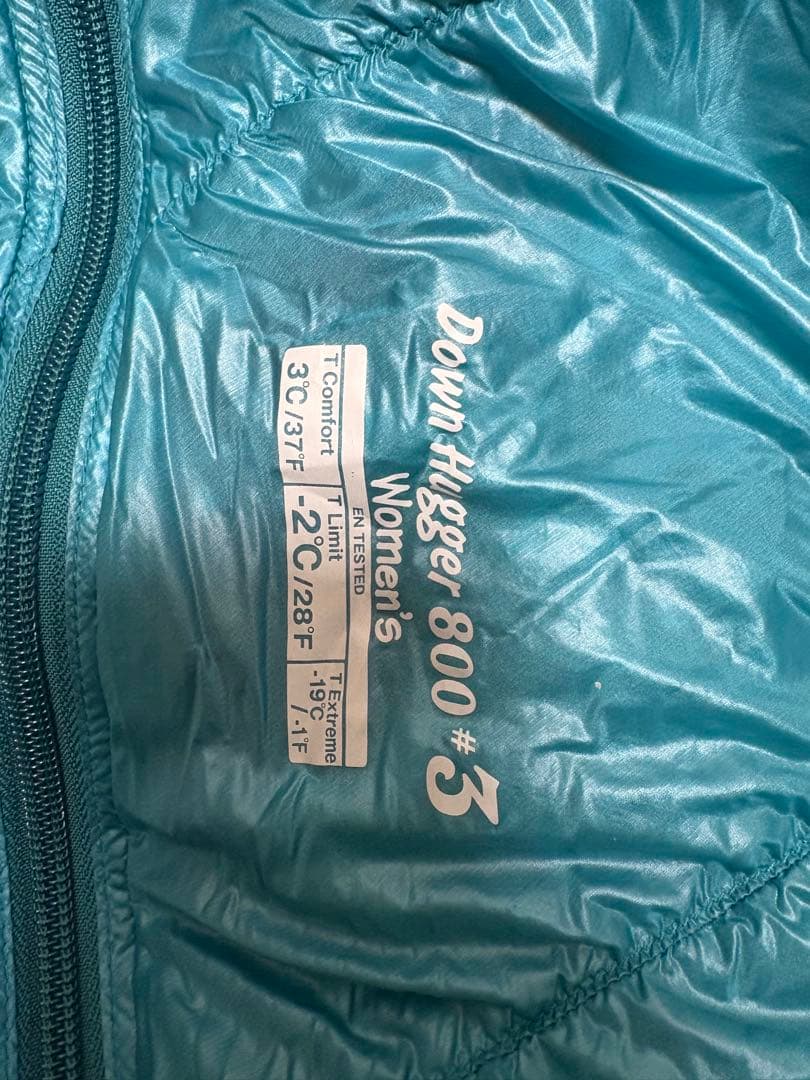 Down Hugger 800 #3
Women's
EN TESTED
T Comfort
3°C/37°F
T Limit
-2°C/28°F
T Extreme
-19°C
/-1°F